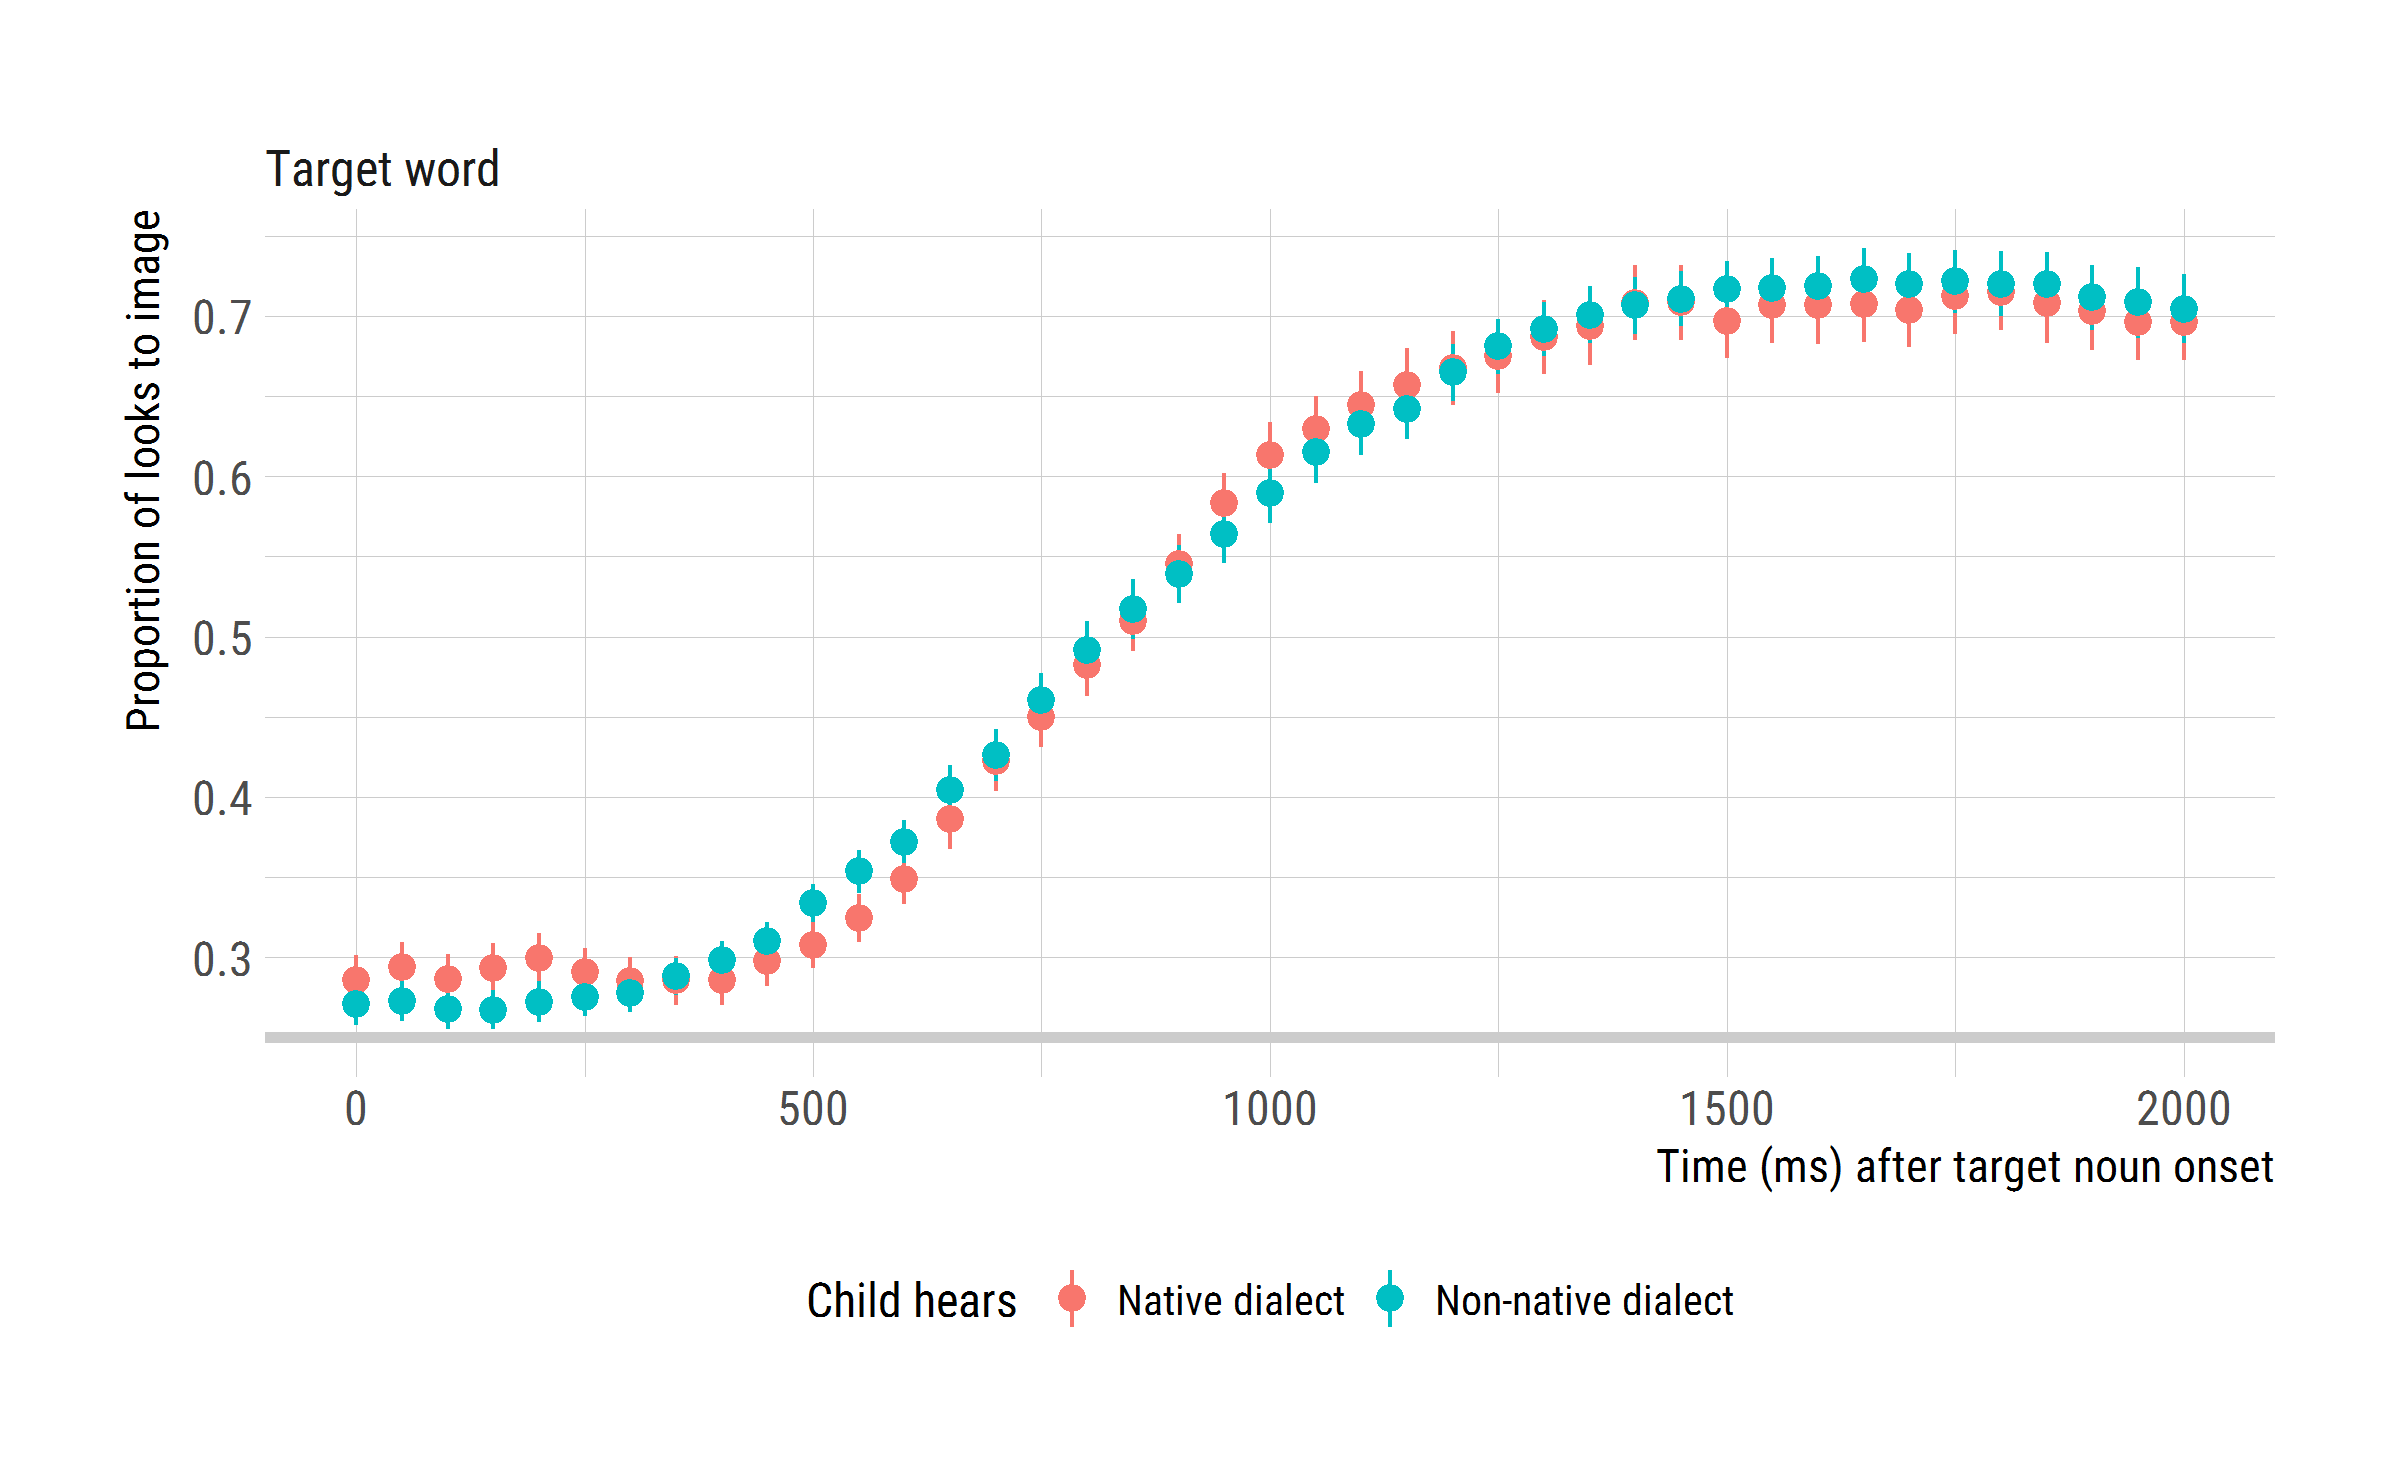 Target word
Proportion of looks to image
0.7
0.6
0.5
0.4
0.3
0 500 1000 1500 2000
Time (ms) after target noun onset
Child hears Native dialect Non-native dialect